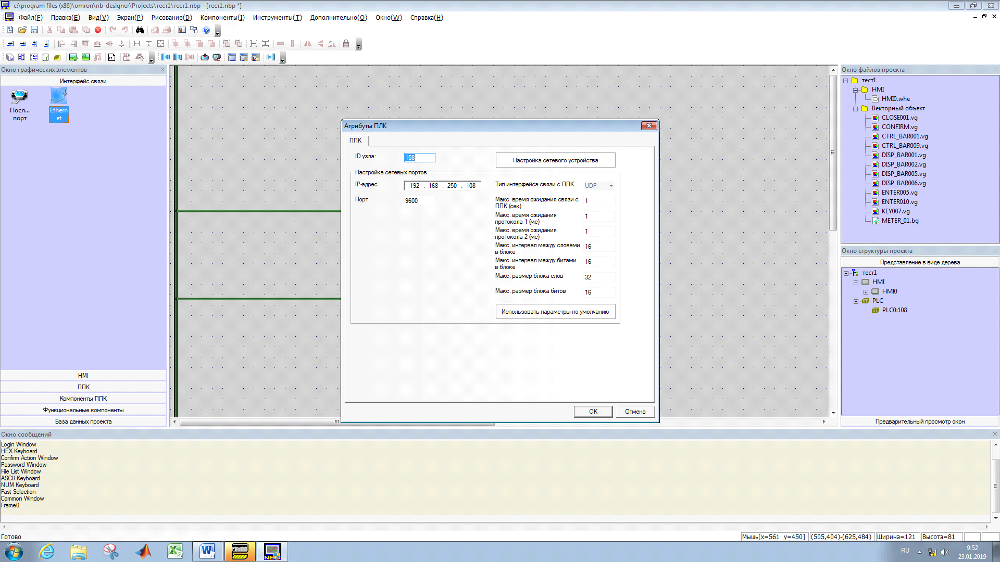 c:\program files (x86)\omron\nb-designer\Projects\тест1\тест1.nbp - [тест1.nbp *]
Файл(F) Правка(E) Вид(V) Экран(P) Рисование(D) Компоненты(I) Инструменты(T) Дополнительно(O) Окно(W) Справка(H)
Окно графических элементов
Интерфейс связи
Посл...
порт
Ethern
et
HMI
ПЛК
Компоненты ПЛК
Функциональные компоненты
База данных проекта
Атрибуты ПЛК
ПЛК
ID узла: 108
Настройка сетевого устройства
Настройка сетевых портов
IP-адрес 192 . 168 . 250 . 108
Порт 9600
Тип интерфейса связи с ПЛК UDP
Макс. время ожидания связи с
ПЛК (сек) 1
Макс. время ожидания
протокола 1 (мс) 1
Макс. время ожидания
протокола 2 (мс) 1
Макс. интервал между словами
в блоке 16
Макс. интервал между битами
в блоке 16
Макс. размер блока слов 32
Макс. размер блока битов 16
Использовать параметры по умолчанию
OK Отмена
Окно файлов проекта
тест1
HMI
HMI0.whe
Векторный объект
CLOSE001.vg
CONFIRM.vg
CTRL_BAR001.vg
CTRL_BAR009.vg
DISP_BAR001.vg
DISP_BAR002.vg
DISP_BAR005.vg
DISP_BAR006.vg
ENTER005.vg
ENTER010.vg
KEY007.vg
METER_01.bg
Окно структуры проекта
Представление в виде дерева
тест1
HMI
HMI0
PLC
PLC0:108
Предварительный просмотр окон
Окно сообщений
Login Window
HEX Keyboard
Confirm Action Window
Password Window
File List Window
ASCII Keyboard
NUM Keyboard
Fast Selection
Common Window
Frame0
Готово
Мышь[x=561 y=450] (505,404)-(625,484) Ширина=121 Высота=81
RU
9:52
23.01.2019